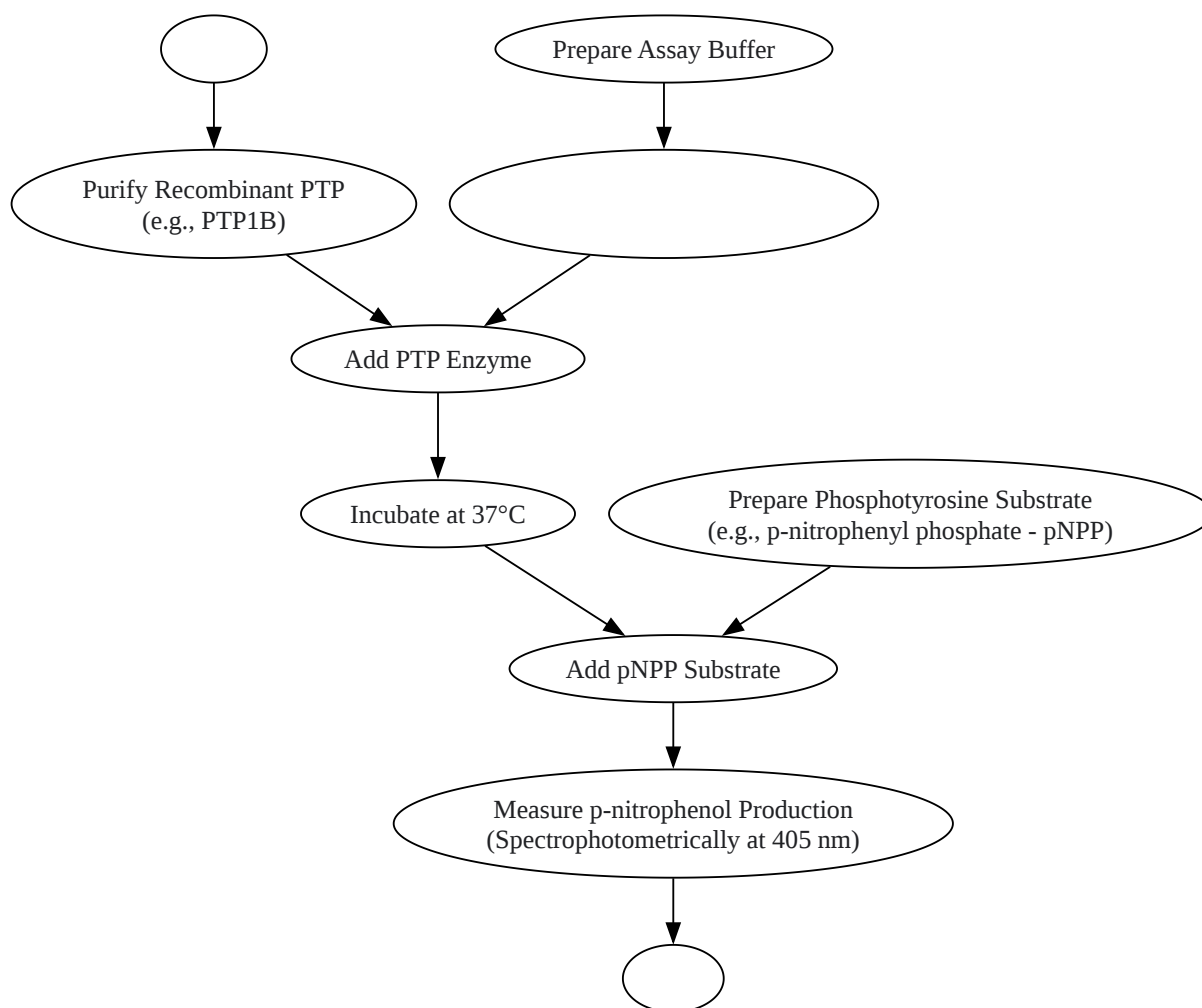 Prepare Assay Buffer
Purify Recombinant PTP
(e.g., PTP1B)
Add PTP Enzyme
Incubate at 37°C
Prepare Phosphotyrosine Substrate
(e.g., p-nitrophenyl phosphate - pNPP)
Add pNPP Substrate
Measure p-nitrophenol Production
(Spectrophotometrically at 405 nm)